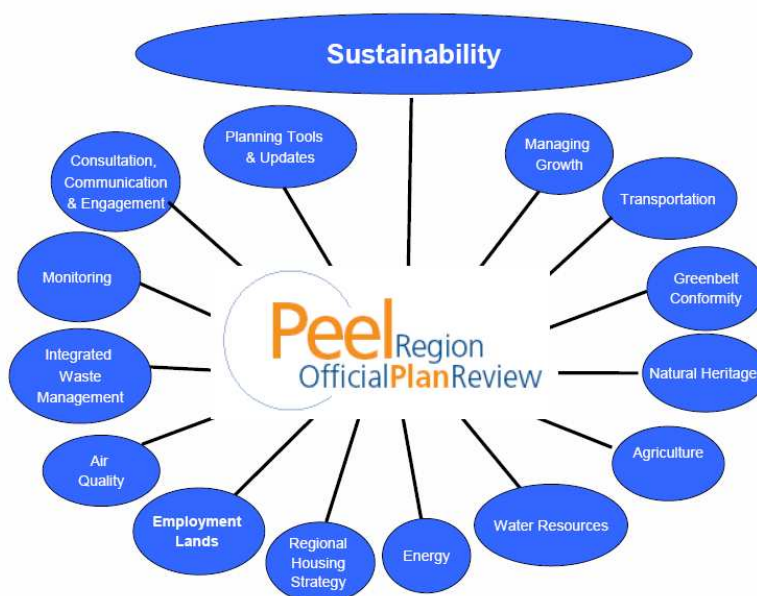 Sustainability
Planning Tools
& Updates
Managing
Growth
Consultation,
Communication
& Engagement
Transportation
Monitoring
Greenbelt
Conformity
Peel Region
Official Plan Review
Integrated
Waste
Management
Natural Heritage
Air
Quality
Agriculture
Employment
Lands
Regional
Housing
Strategy
Energy
Water Resources